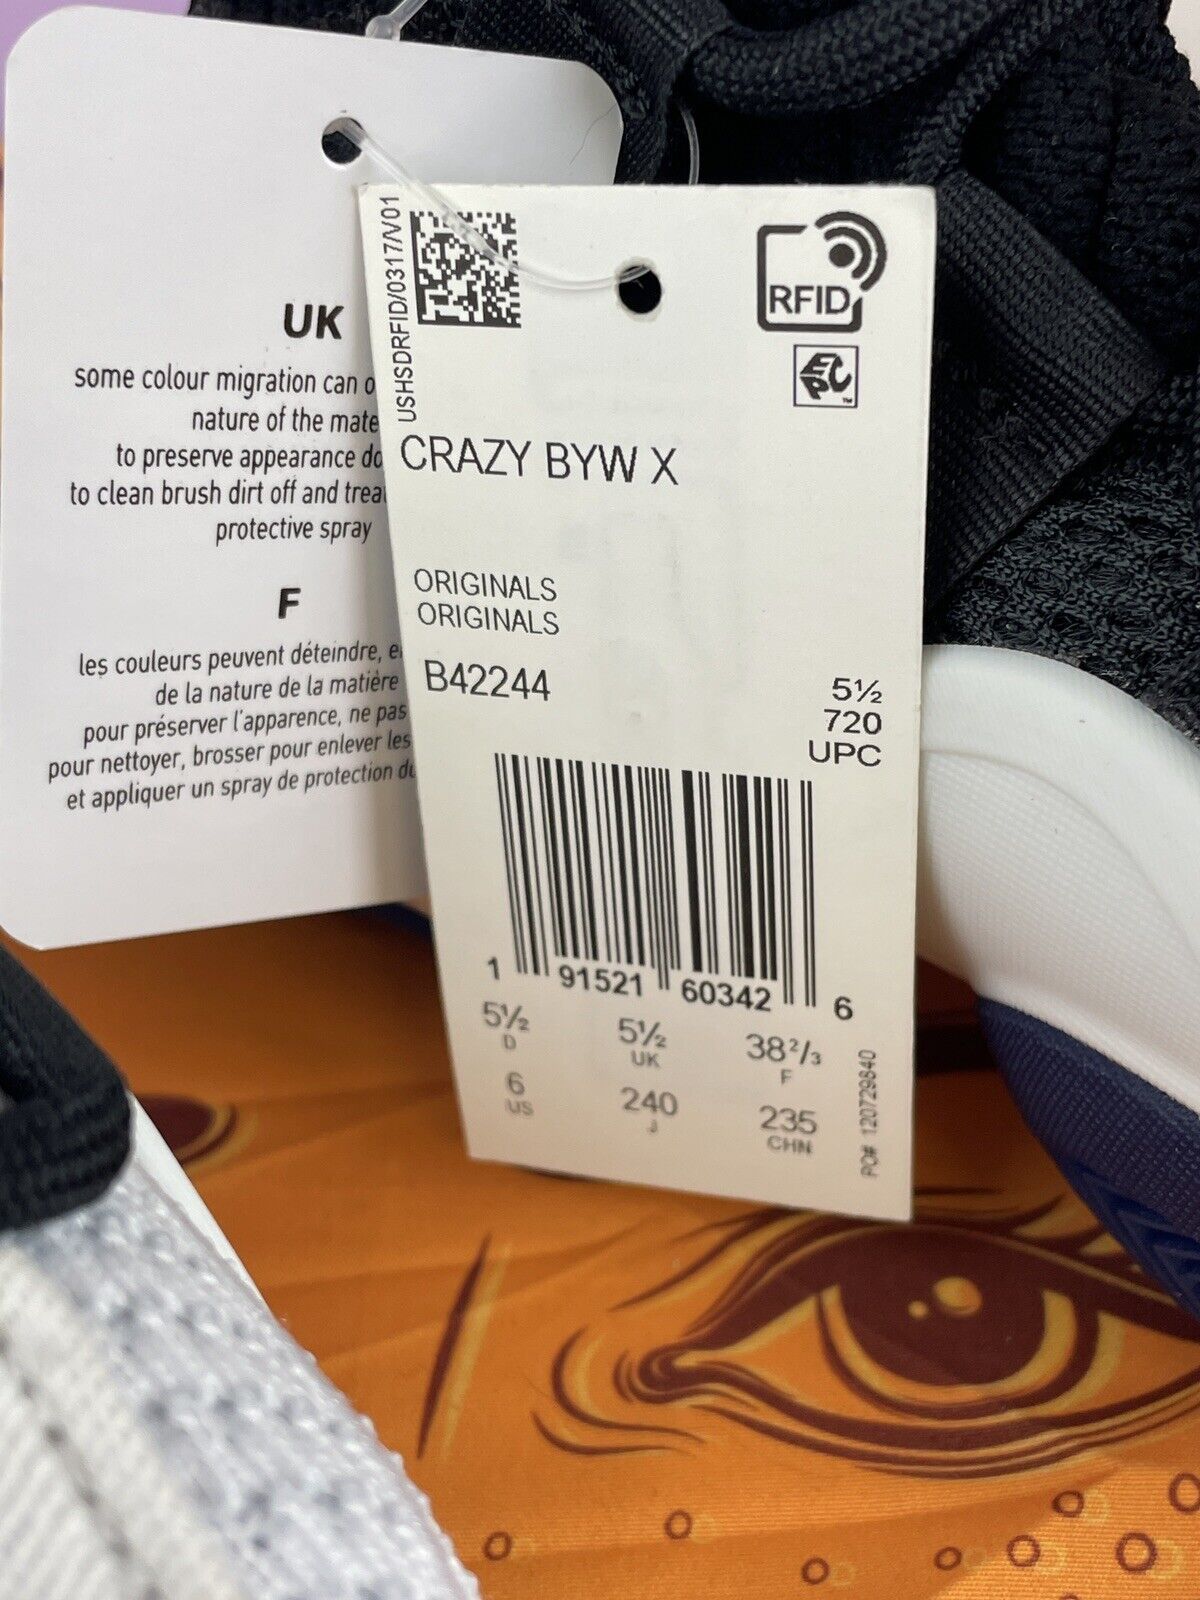 UK
some colour migration can o
nature of the mate
to preserve appearance do
to clean brush dirt off and trea
protective spray
F
les couleurs peuvent déteindre, e
de la nature de la matière
pour préserver l'apparence, ne pas
pour nettoyer, brosser pour enlever les
et appliquer un spray de protection du
USHSDRFID/0317/V/01
RFID
EPC
TM
CRAZY BYW X
ORIGINALS
ORIGINALS
B42244
5½
720
UPC
1 91521 60342 6
5½ 5½ 38²/₃
D UK F
6 240 235
US J CHN
PO# 120729840